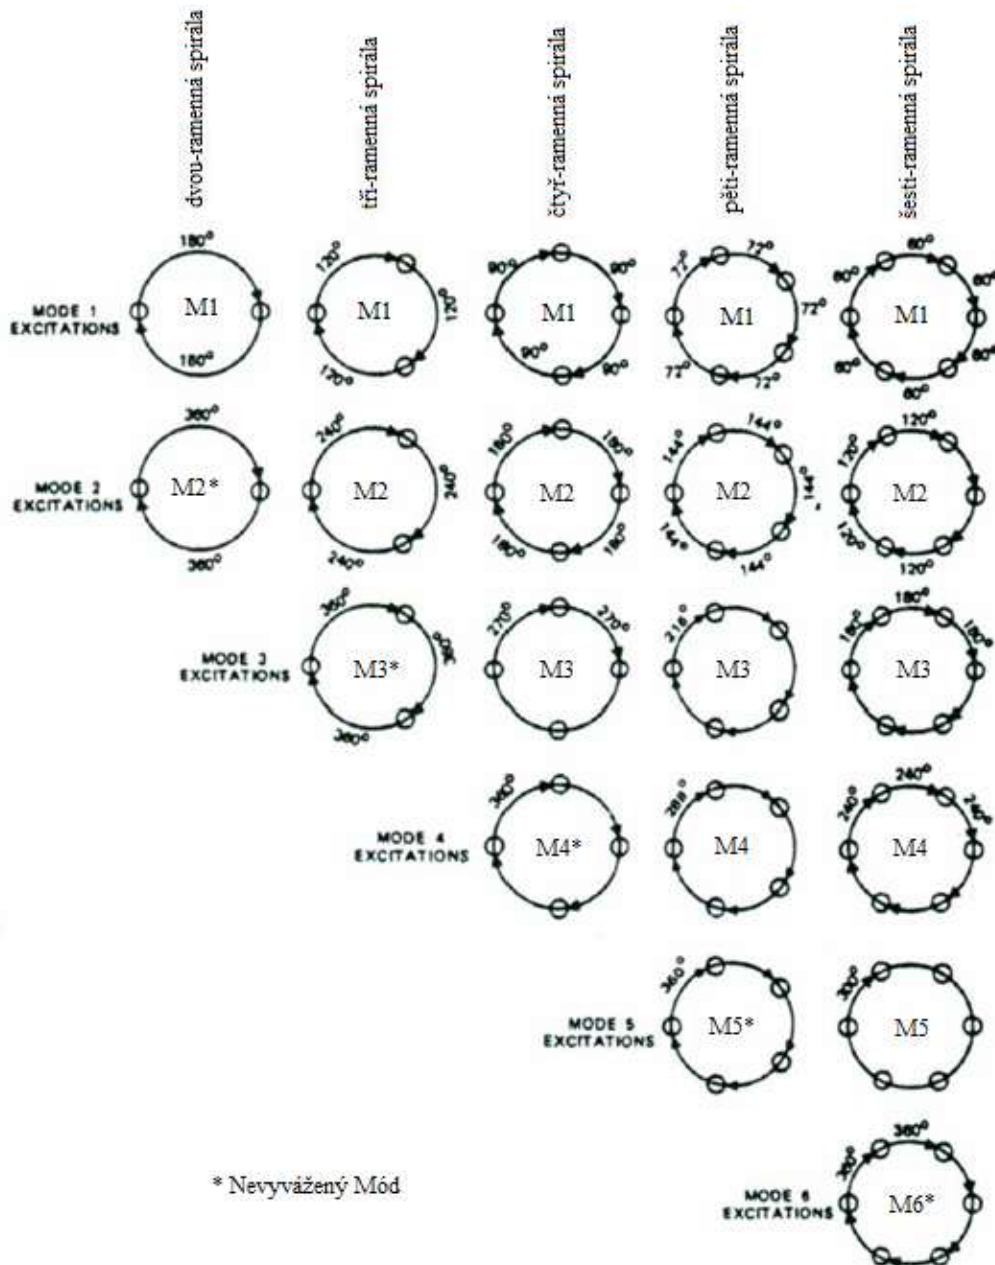 dvou-ramenná spirála
tři-ramenná spirála
čtyř-ramenná spirála
pěti-ramenná spirála
šesti-ramenná spirála
MODE 1
EXCITATIONS
180°
M1
180°
120°
120°
M1
120°
90°
90°
M1
90°
90°
72°
72°
M1
72°
72°
72°
60°
60°
60°
M1
60°
60°
60°
MODE 2
EXCITATIONS
360°
M2*
360°
240°
M2
240°
240°
180°
180°
M2
180°
180°
144°
144°
M2
144°
144°
144°
120°
120°
M2
120°
120°
MODE 3
EXCITATIONS
360°
M3*
360°
360°
270°
270°
M3
216°
M3
180°
180°
180°
M3
MODE 4
EXCITATIONS
360°
M4*
288°
M4
240°
240°
240°
M4
MODE 5
EXCITATIONS
360°
M5*
300°
M5
MODE 6
EXCITATIONS
360°
360°
M6*
* Nevyvážený Mód